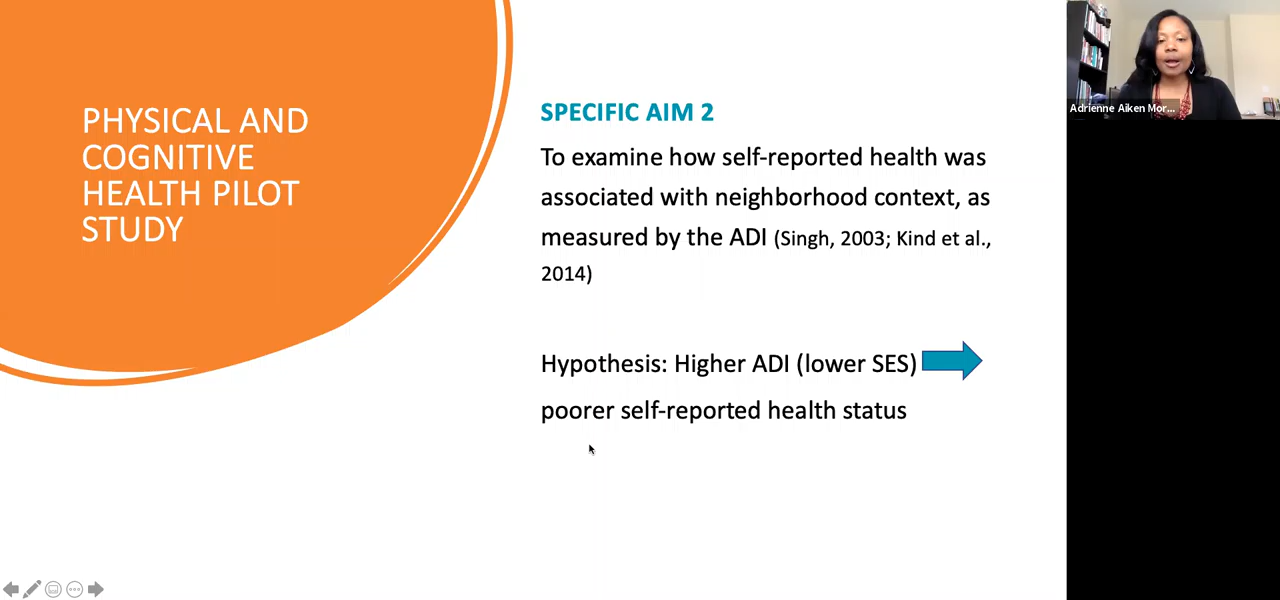 PHYSICAL AND
COGNITIVE
HEALTH PILOT
STUDY
SPECIFIC AIM 2
To examine how self-reported health was
associated with neighborhood context, as
measured by the ADI (Singh, 2003; Kind et al.,
2014)
Hypothesis: Higher ADI (lower SES)
poorer self-reported health status
Adrienne Aiken Mor...